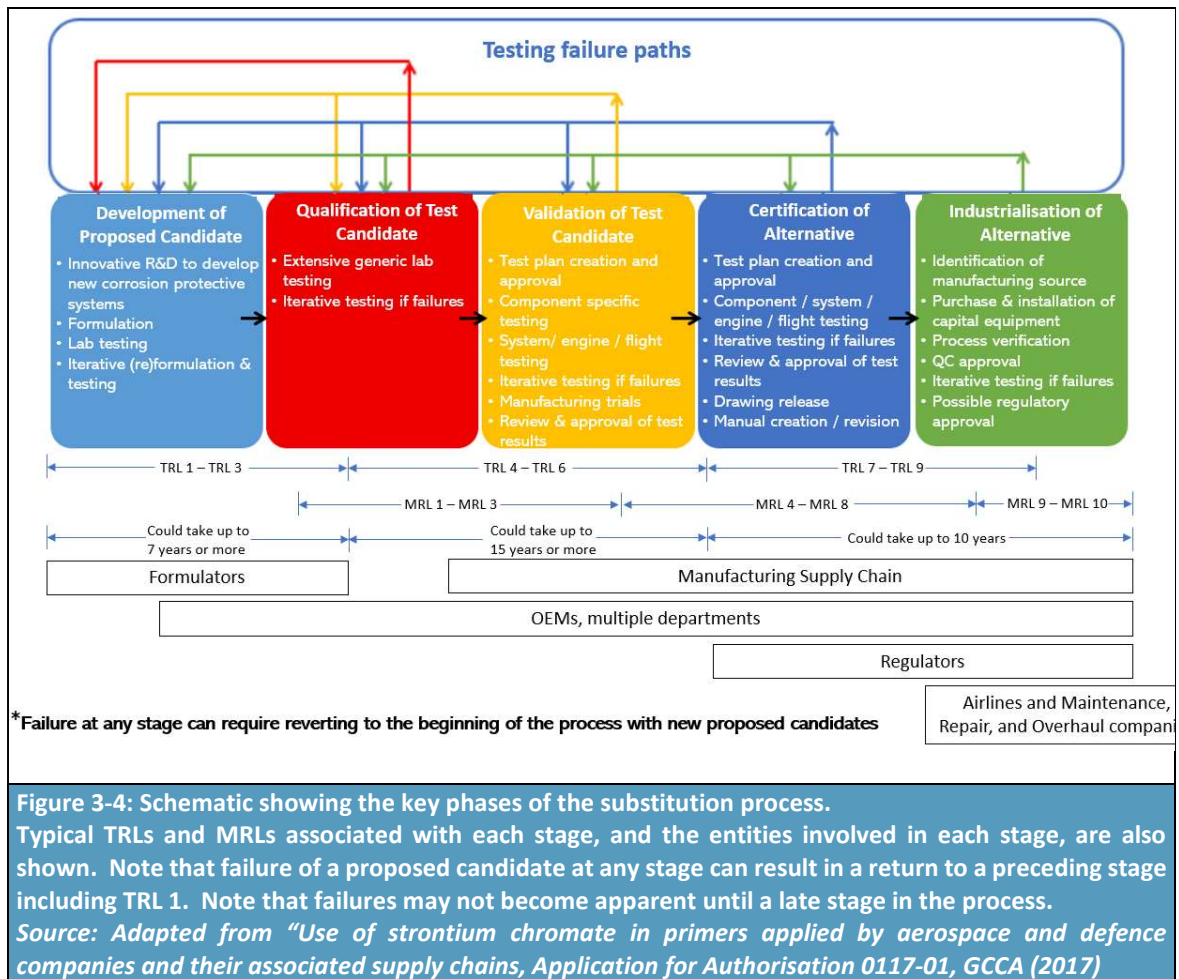 Testing failure paths
Development of
Proposed Candidate
• Innovative R&D to develop
new corrosion protective
systems
• Formulation
• Lab testing
• Iterative (re)formulation &
testing
Qualification of Test
Candidate
• Extensive generic lab
testing
• Iterative testing if failures
Validation of Test
Candidate
• Test plan creation and
approval
• Component specific
testing
• System/ engine / flight
testing
• Iterative testing if failures
• Manufacturing trials
• Review & approval of test
results
Certification of
Alternative
• Test plan creation and
approval
• Component / system /
engine / flight testing
• Iterative testing if failures
• Review & approval of test
results
• Drawing release
• Manual creation / revision
Industrialisation of
Alternative
• Identification of
manufacturing source
• Purchase & installation of
capital equipment
• Process verification
• QC approval
• Iterative testing if failures
• Possible regulatory
approval
TRL 1 – TRL 3
TRL 4 – TRL 6
TRL 7 – TRL 9
MRL 1 – MRL 3
MRL 4 – MRL 8
MRL 9 – MRL 10
Could take up to
7 years or more
Could take up to
15 years or more
Could take up to 10 years
Formulators
Manufacturing Supply Chain
OEMs, multiple departments
Regulators
Airlines and Maintenance,
Repair, and Overhaul compani
*Failure at any stage can require reverting to the beginning of the process with new proposed candidates
Figure 3-4: Schematic showing the key phases of the substitution process.
Typical TRLs and MRLs associated with each stage, and the entities involved in each stage, are also
shown. Note that failure of a proposed candidate at any stage can result in a return to a preceding stage
including TRL 1. Note that failures may not become apparent until a late stage in the process.
Source: Adapted from “Use of strontium chromate in primers applied by aerospace and defence
companies and their associated supply chains, Application for Authorisation 0117-01, GCCA (2017)